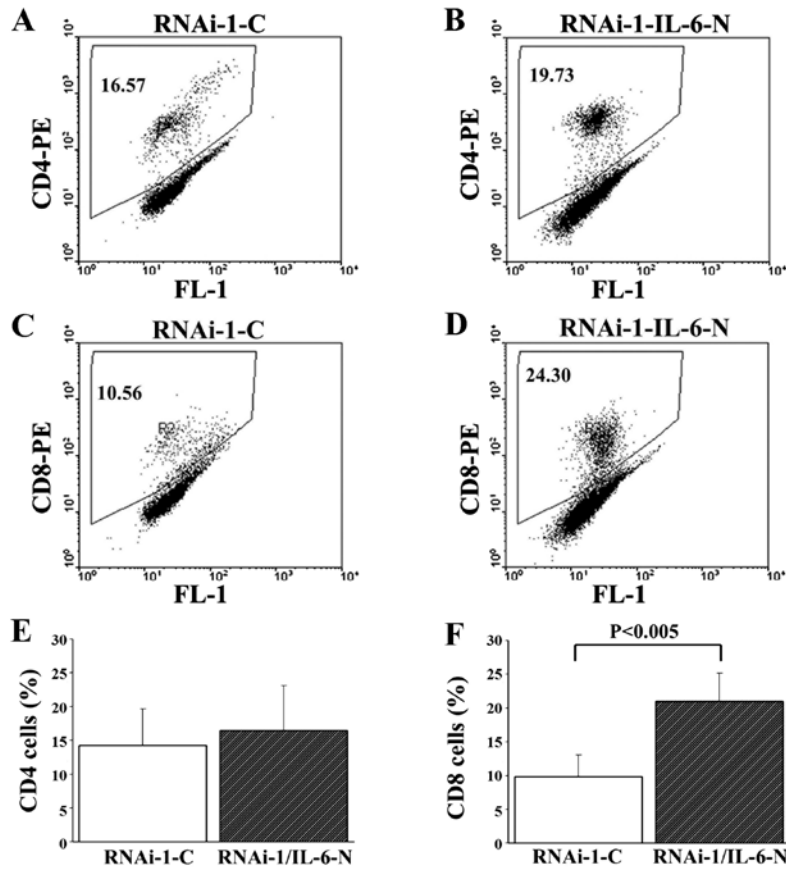 A
RNAi-1-C
16.57
CD4-PE
10⁰ 10¹ 10² 10³ 10⁴
10⁰ 10¹ 10² 10³ 10⁴
FL-1
B
RNAi-1-IL-6-N
19.73
CD4-PE
10⁰ 10¹ 10² 10³ 10⁴
10⁰ 10¹ 10² 10³ 10⁴
FL-1
C
RNAi-1-C
10.56
R2
CD8-PE
10⁰ 10¹ 10² 10³ 10⁴
10⁰ 10¹ 10² 10³ 10⁴
FL-1
D
RNAi-1-IL-6-N
24.30
CD8-PE
10⁰ 10¹ 10² 10³ 10⁴
10⁰ 10¹ 10² 10³ 10⁴
FL-1
E
CD4 cells (%)
30
25
20
15
10
5
0
RNAi-1-C RNAi-1/IL-6-N
F
P<0.005
CD8 cells (%)
30
25
20
15
10
5
0
RNAi-1-C RNAi-1/IL-6-N